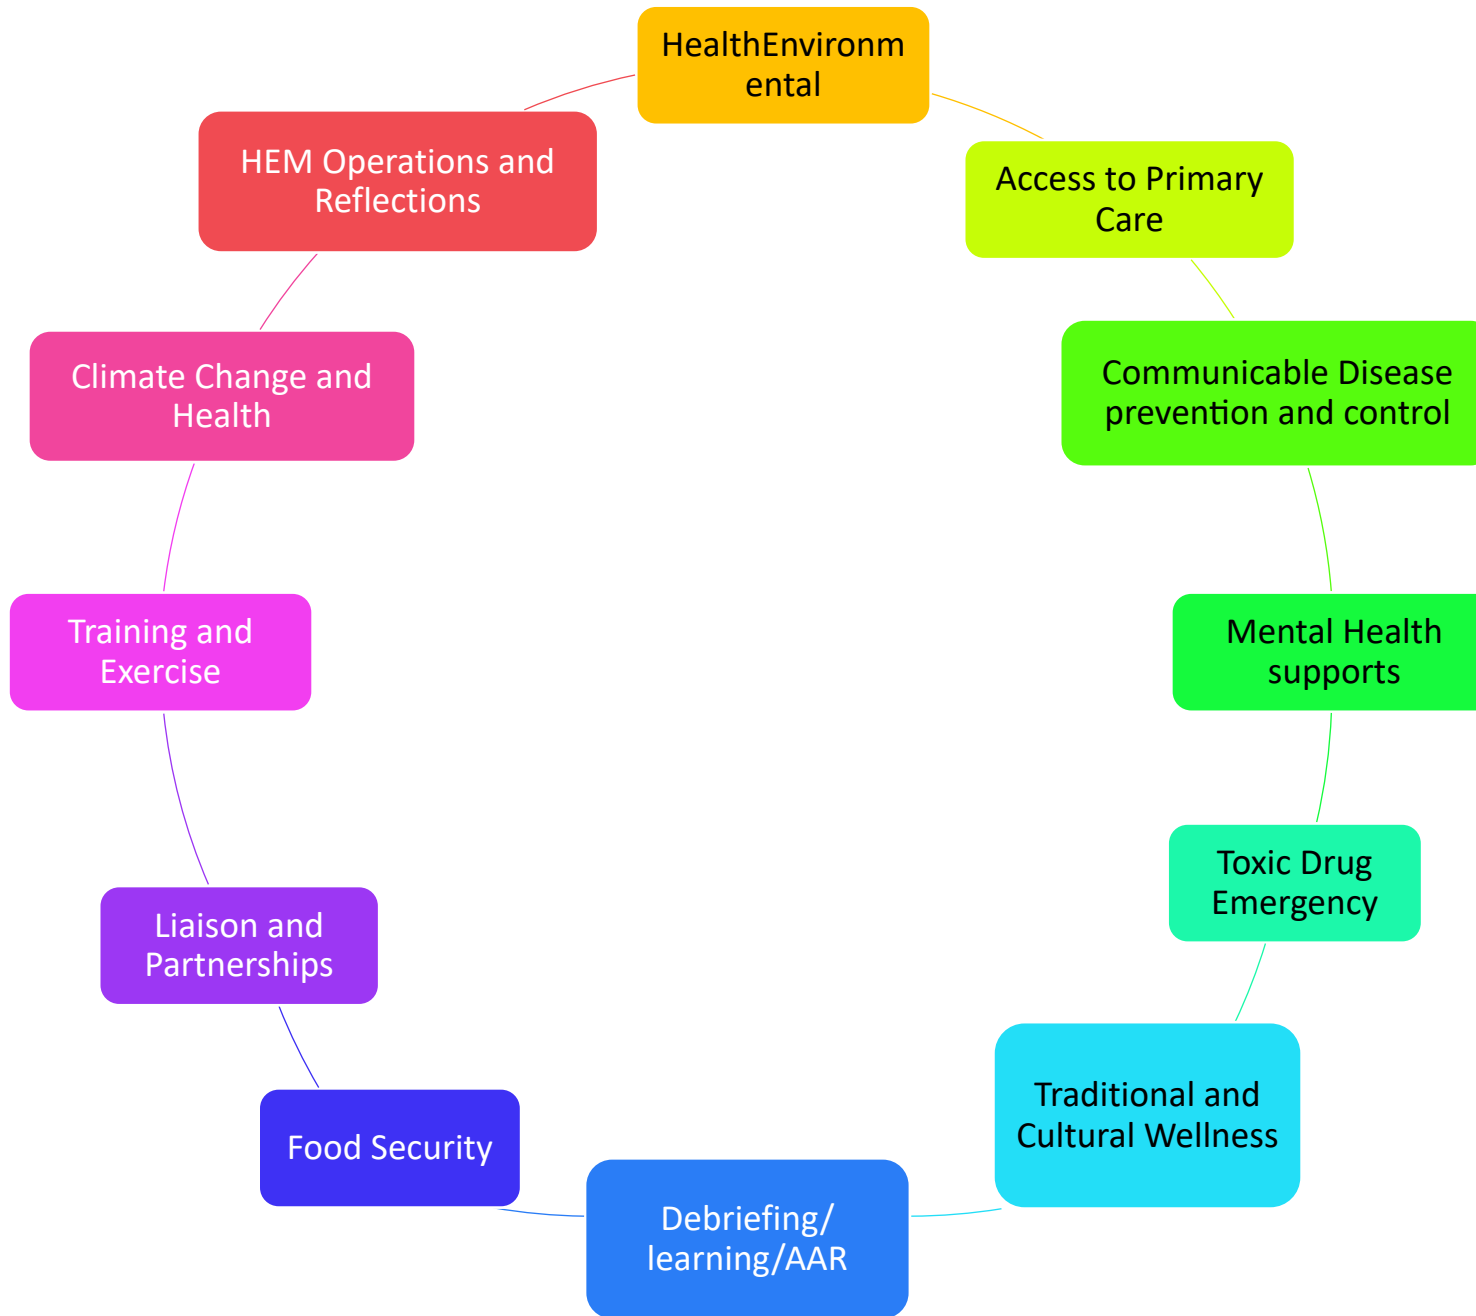 HealthEnvironm
ental
Access to Primary
Care
Communicable Disease
prevention and control
Mental Health
supports
Toxic Drug
Emergency
Traditional and
Cultural Wellness
Debriefing/
learning/AAR
Food Security
Liaison and
Partnerships
Training and
Exercise
Climate Change and
Health
HEM Operations and
Reflections